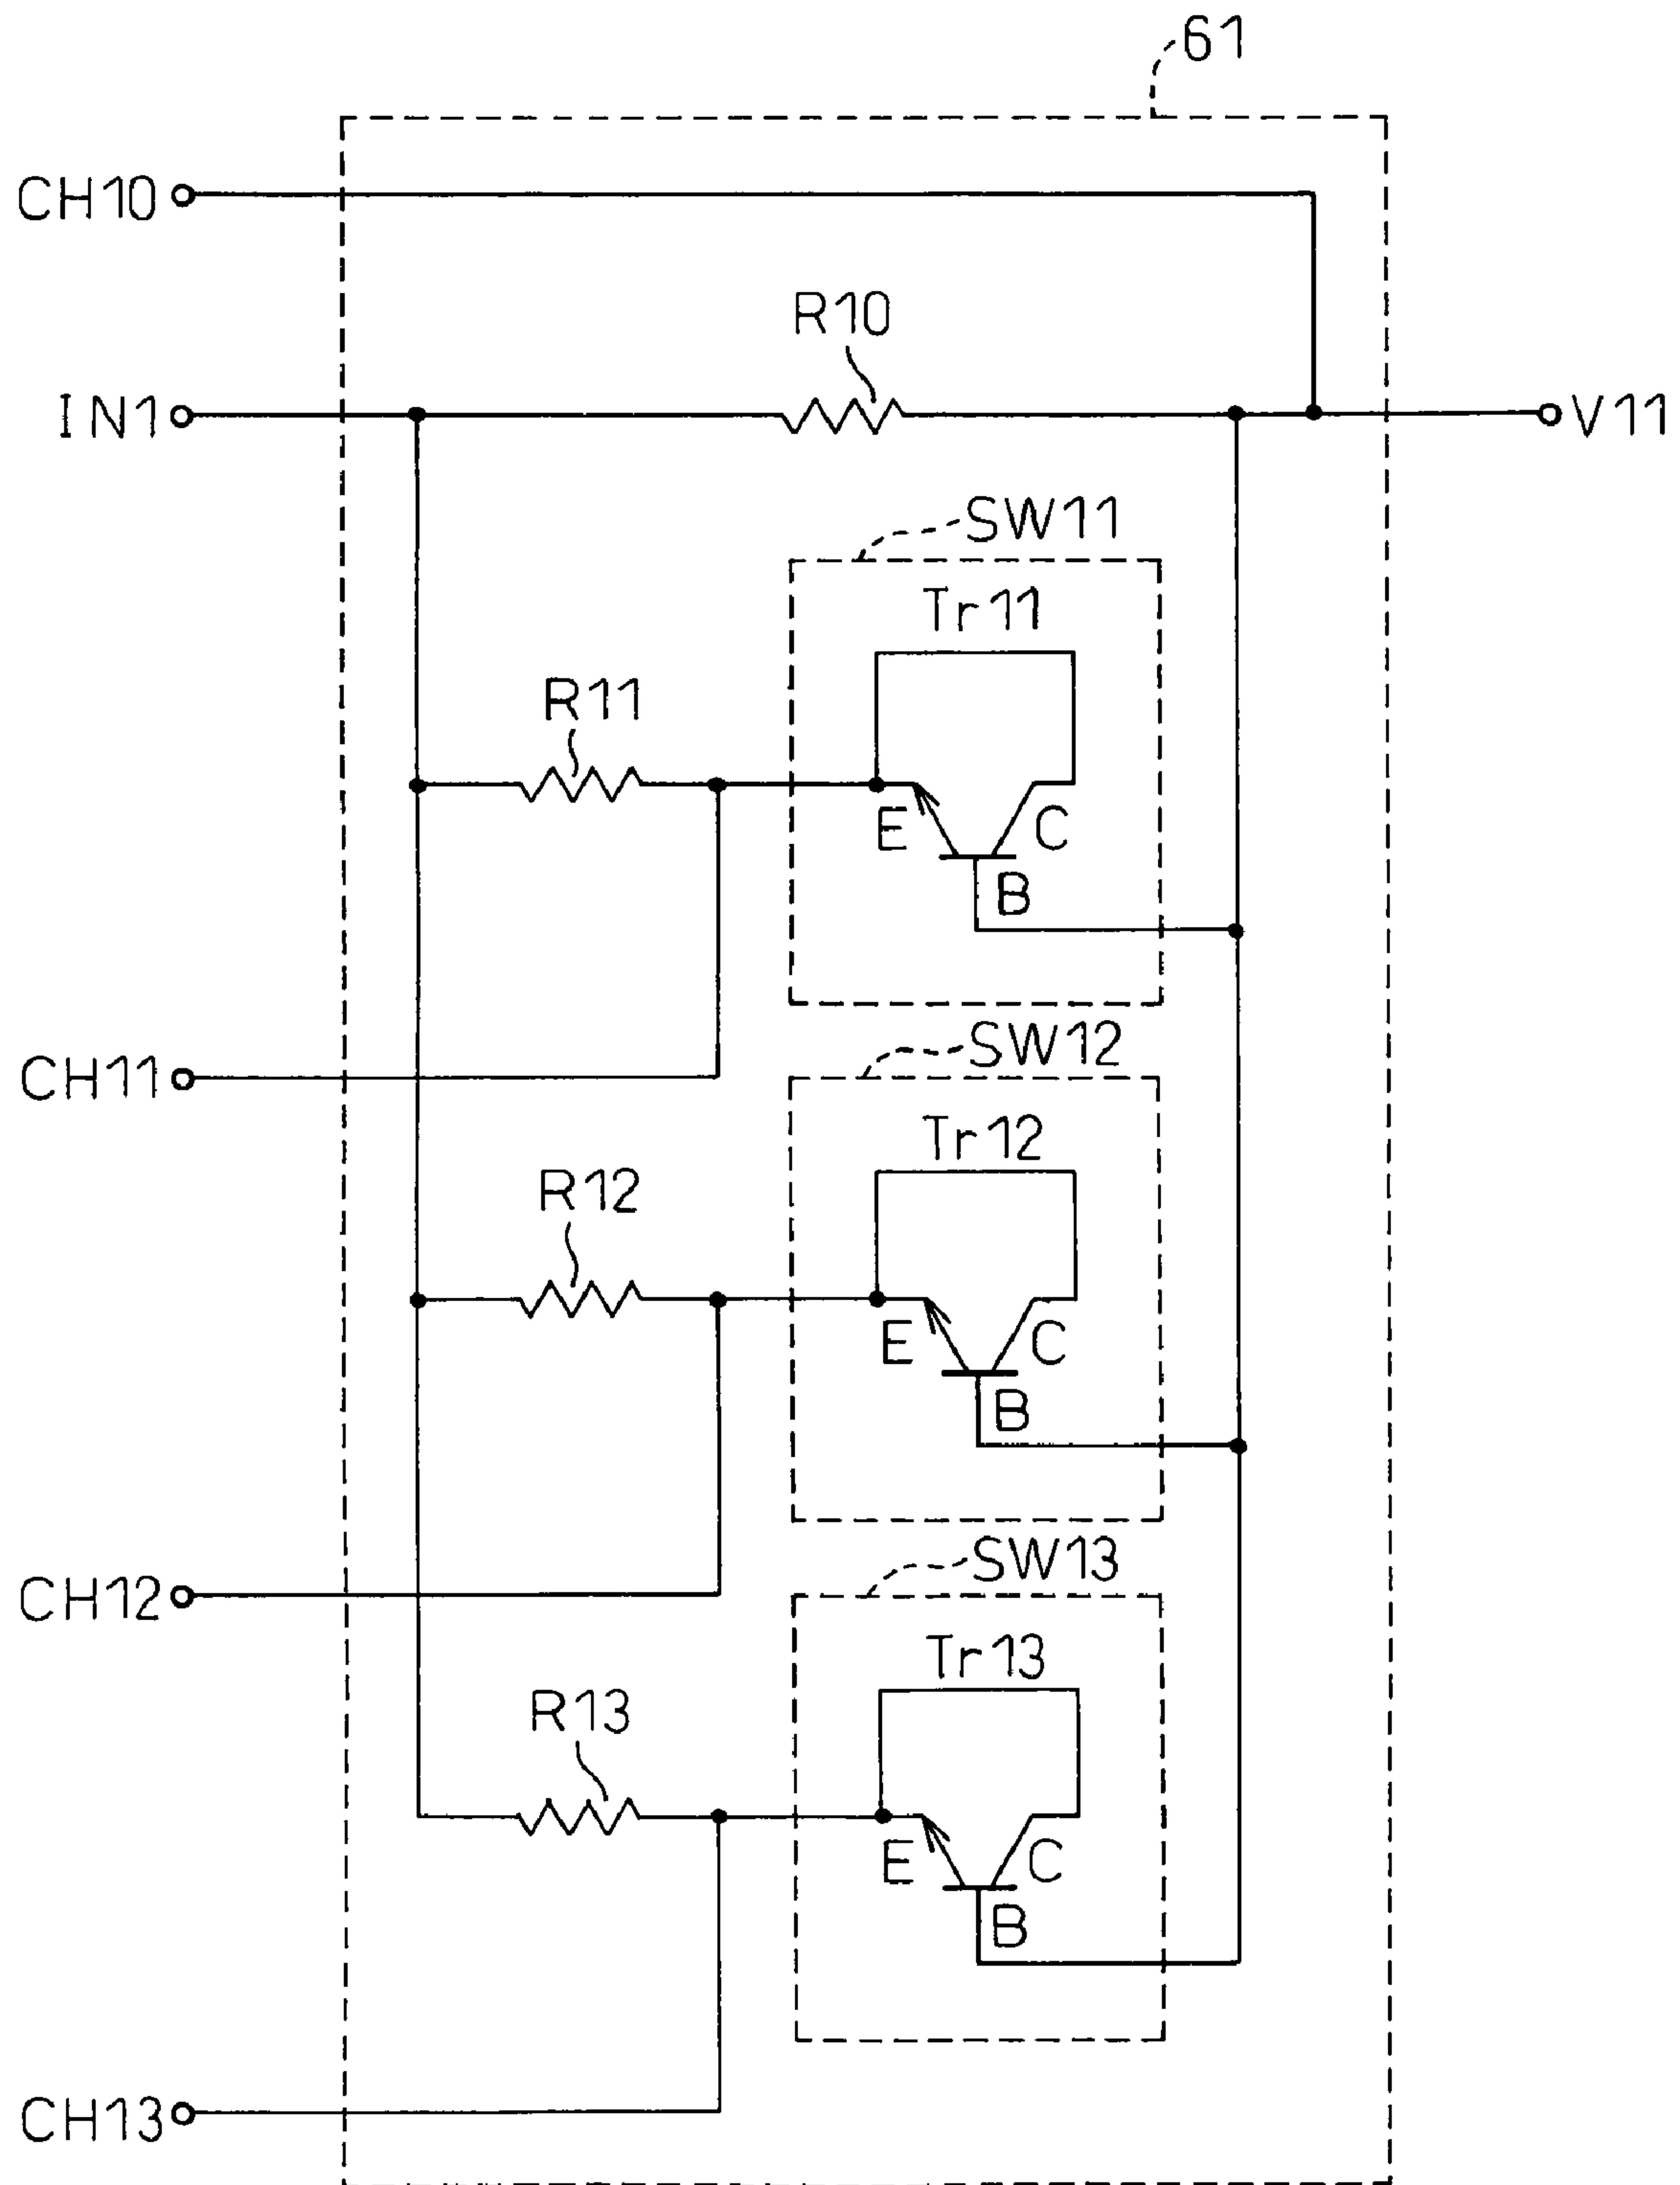 61
CH10
R10
IN1
V11
SW11
Tr11
R11
E
C
B
CH11
SW12
Tr12
R12
E
C
B
CH12
SW13
Tr13
R13
E
C
B
CH13